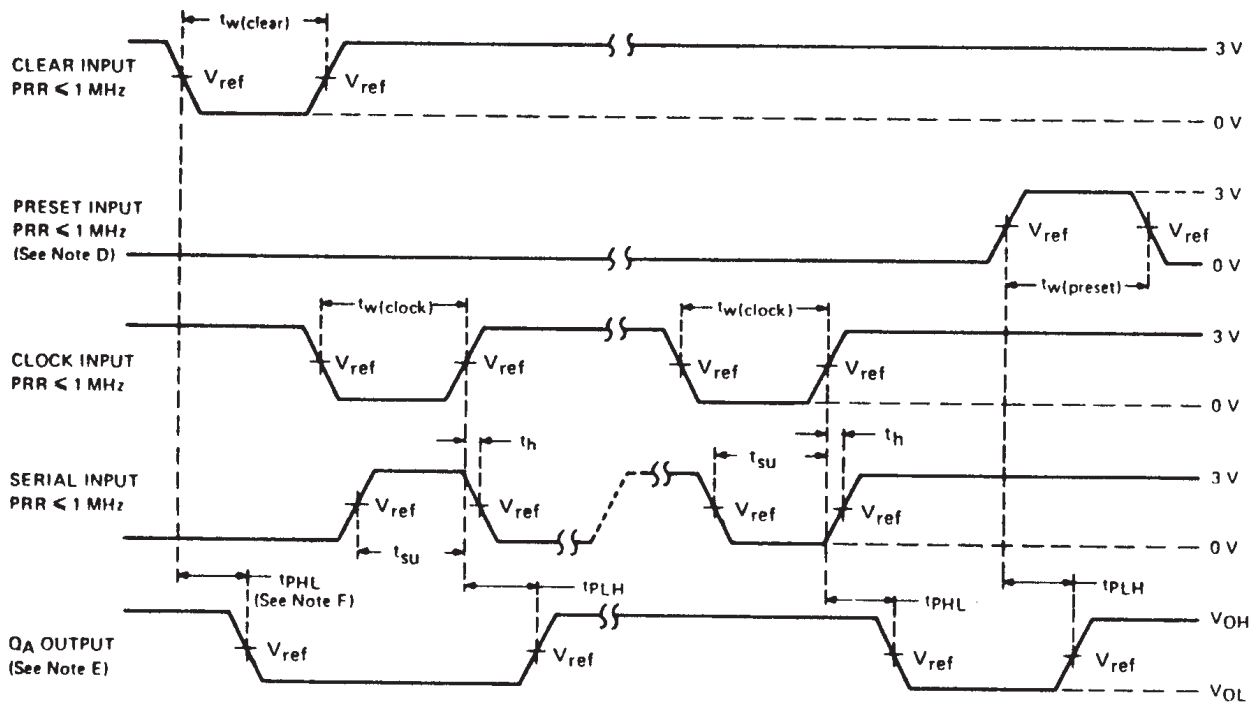 tw(clear)
CLEAR INPUT
PRR ≤ 1 MHz
Vref
Vref
3 V
0 V
PRESET INPUT
PRR ≤ 1 MHz
(See Note D)
Vref
Vref
3 V
0 V
tw(preset)
tw(clock)
tw(clock)
CLOCK INPUT
PRR ≤ 1 MHz
Vref
Vref
Vref
Vref
3 V
0 V
th
tsu
th
SERIAL INPUT
PRR ≤ 1 MHz
Vref
Vref
Vref
Vref
3 V
0 V
tsu
tPHL
(See Note F)
tPLH
tPHL
tPLH
QA OUTPUT
(See Note E)
Vref
Vref
Vref
Vref
VOH
VOL